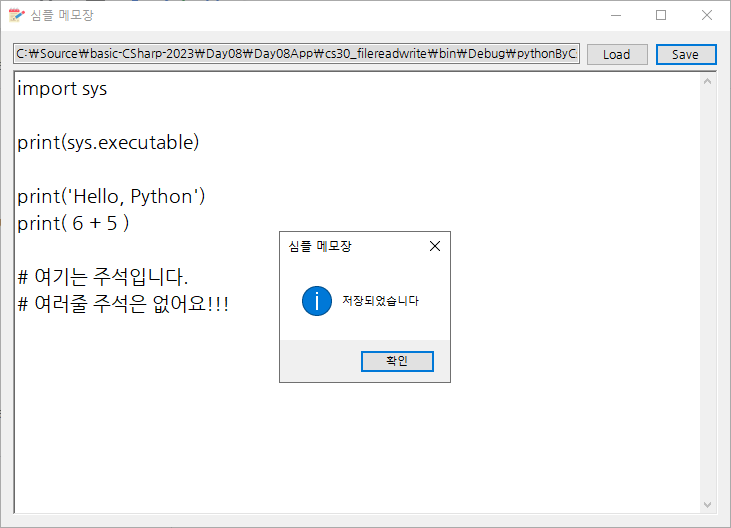 심플 메모장
C:\Source\basic-CSharp-2023\Day08\Day08App\cs30_filereadwrite\bin\Debug\pythonByC
Load
Save
import sys
print(sys.executable)
print('Hello, Python')
print( 6 + 5 )
# 여기는 주석입니다.
# 여러줄 주석은 없어요!!!
심플 메모장
저장되었습니다
확인